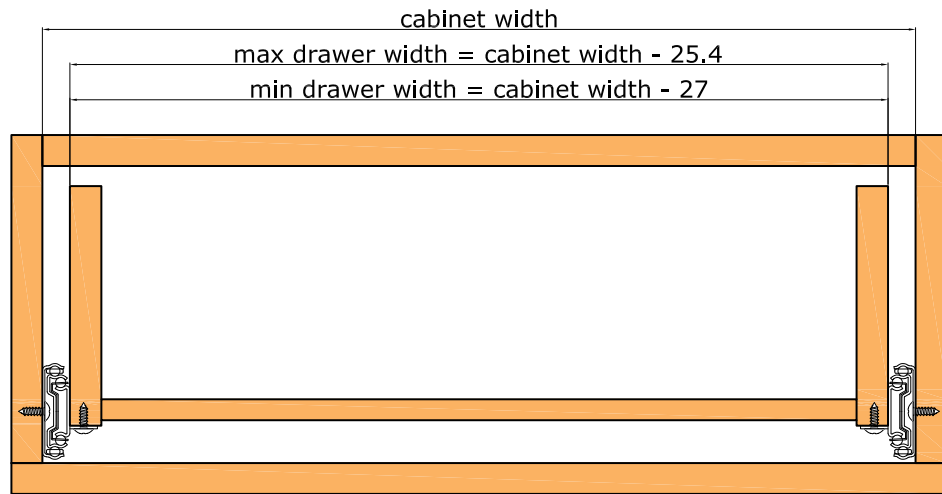 cabinet width
max drawer width = cabinet width - 25.4
min drawer width = cabinet width - 27